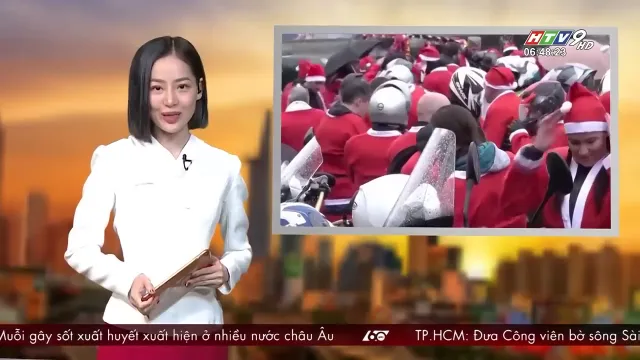 HTV9 HD
06:48:23
Muỗi gây sốt xuất huyết xuất hiện ở nhiều nước châu Âu
TP.HCM: Đưa Công viên bờ sông Sà